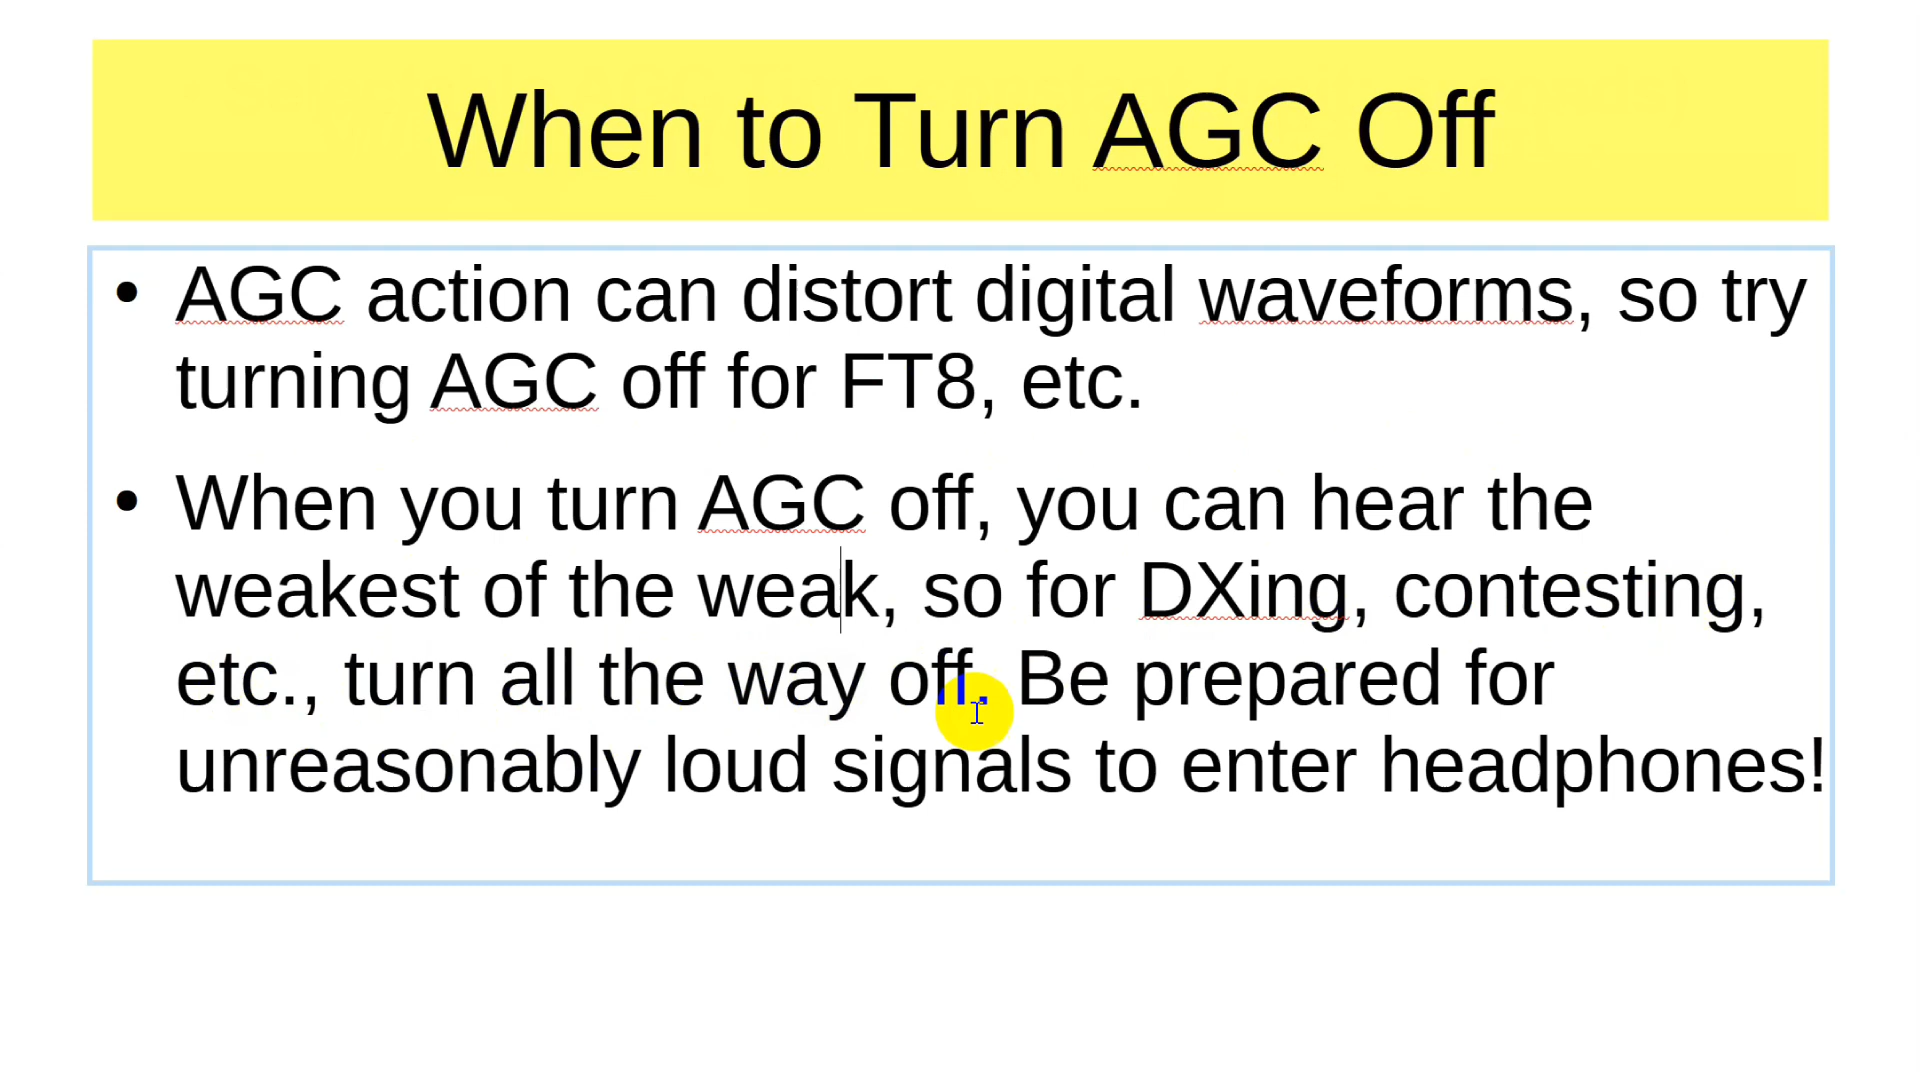 When to Turn AGC Off
• AGC action can distort digital waveforms, so try
turning AGC off for FT8, etc.
• When you turn AGC off, you can hear the
weakest of the weak, so for DXing, contesting,
etc., turn all the way off. Be prepared for
unreasonably loud signals to enter headphones!